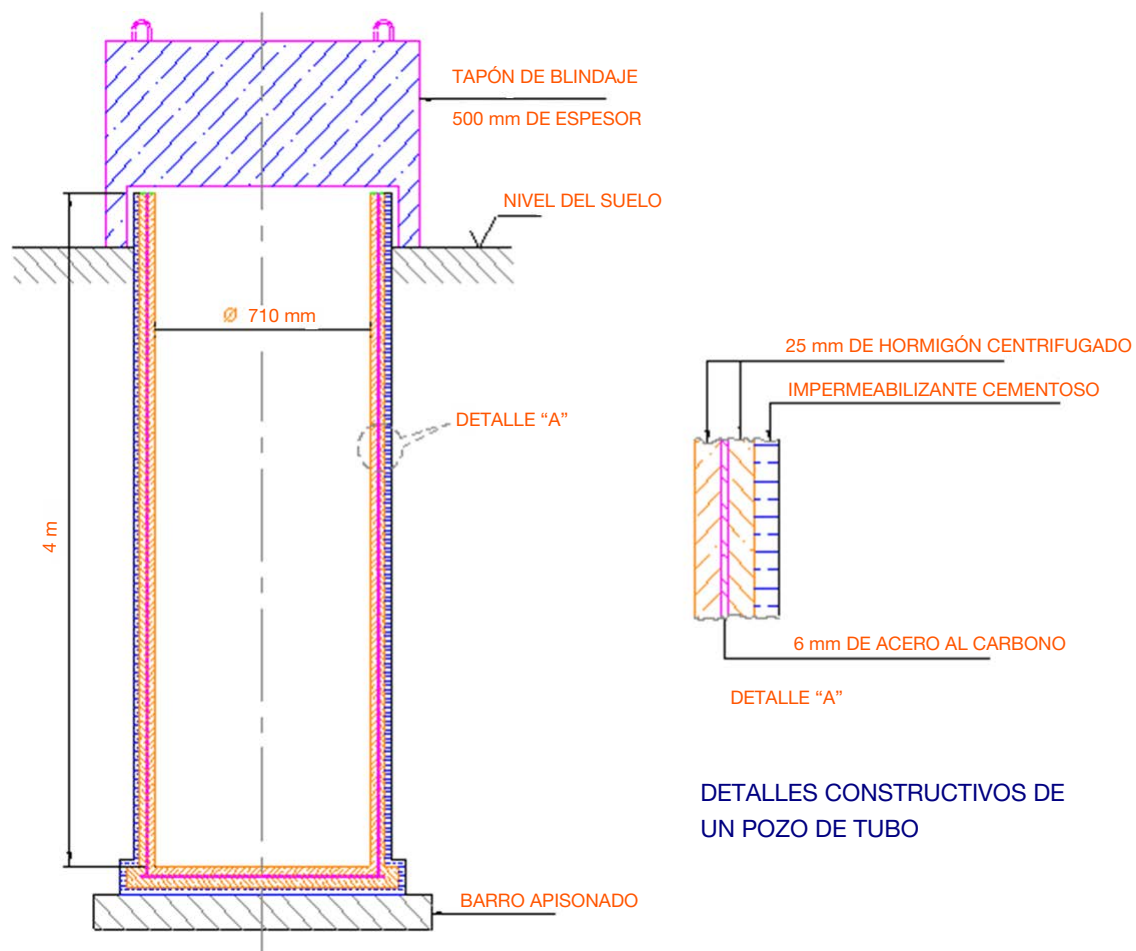 TAPÓN DE BLINDAJE
500 mm DE ESPESOR
NIVEL DEL SUELO
Ø 710 mm
25 mm DE HORMIGÓN CENTRIFUGADO
IMPERMEABILIZANTE CEMENTOSO
DETALLE “A”
4 m
6 mm DE ACERO AL CARBONO
DETALLE “A”
DETALLES CONSTRUCTIVOS DE
UN POZO DE TUBO
BARRO APISONADO